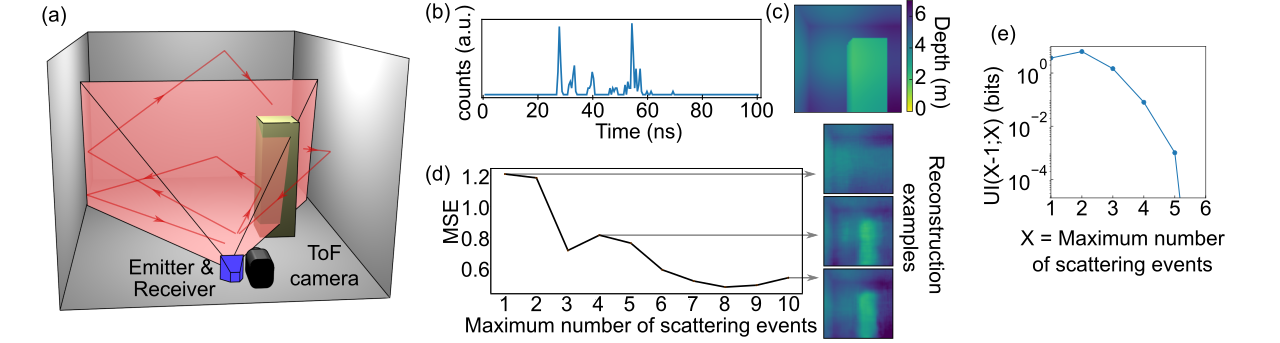 (a)
Emitter &
Receiver
ToF
camera
(b)
counts (a.u.)
0 20 40 60 80 100
Time (ns)
(c)
6
4
2
0
Depth (m)
(d)
MSE
1.2
1.0
0.8
0.6
1 2 3 4 5 6 7 8 9 10
Maximum number of scattering events
Reconstruction
examples
(e)
UI(X-1;X) (bits)
10⁰
10⁻²
10⁻⁴
1 2 3 4 5 6
X = Maximum number
of scattering events